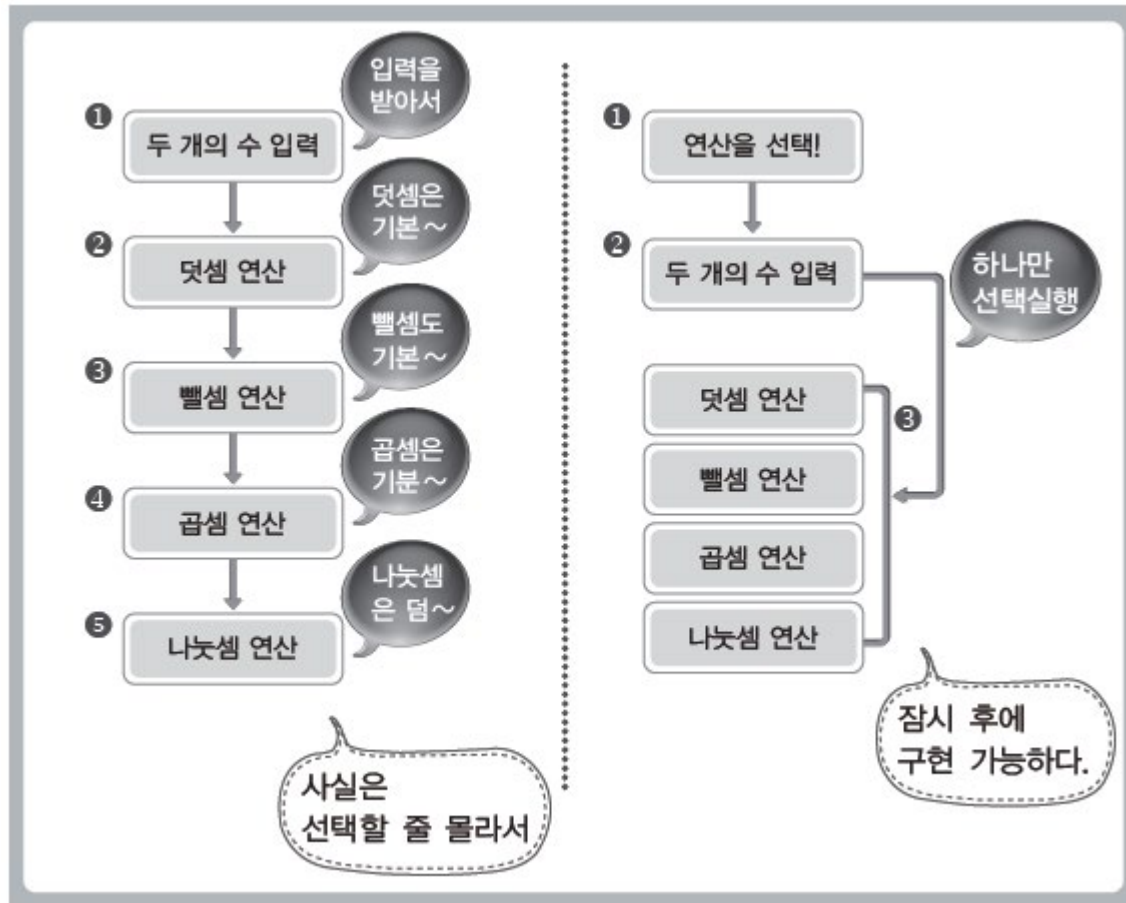 ❶
두 개의 수 입력
입력을
받아서
❷
덧셈 연산
덧셈은
기본~
❸
뺄셈 연산
뺄셈도
기본~
❹
곱셈 연산
곱셈은
기분~
❺
나눗셈 연산
나눗셈
은 덤~
사실은
선택할 줄 몰라서
❶
연산을 선택!
❷
두 개의 수 입력
하나만
선택실행
❸
덧셈 연산
뺄셈 연산
곱셈 연산
나눗셈 연산
잠시 후에
구현 가능하다.